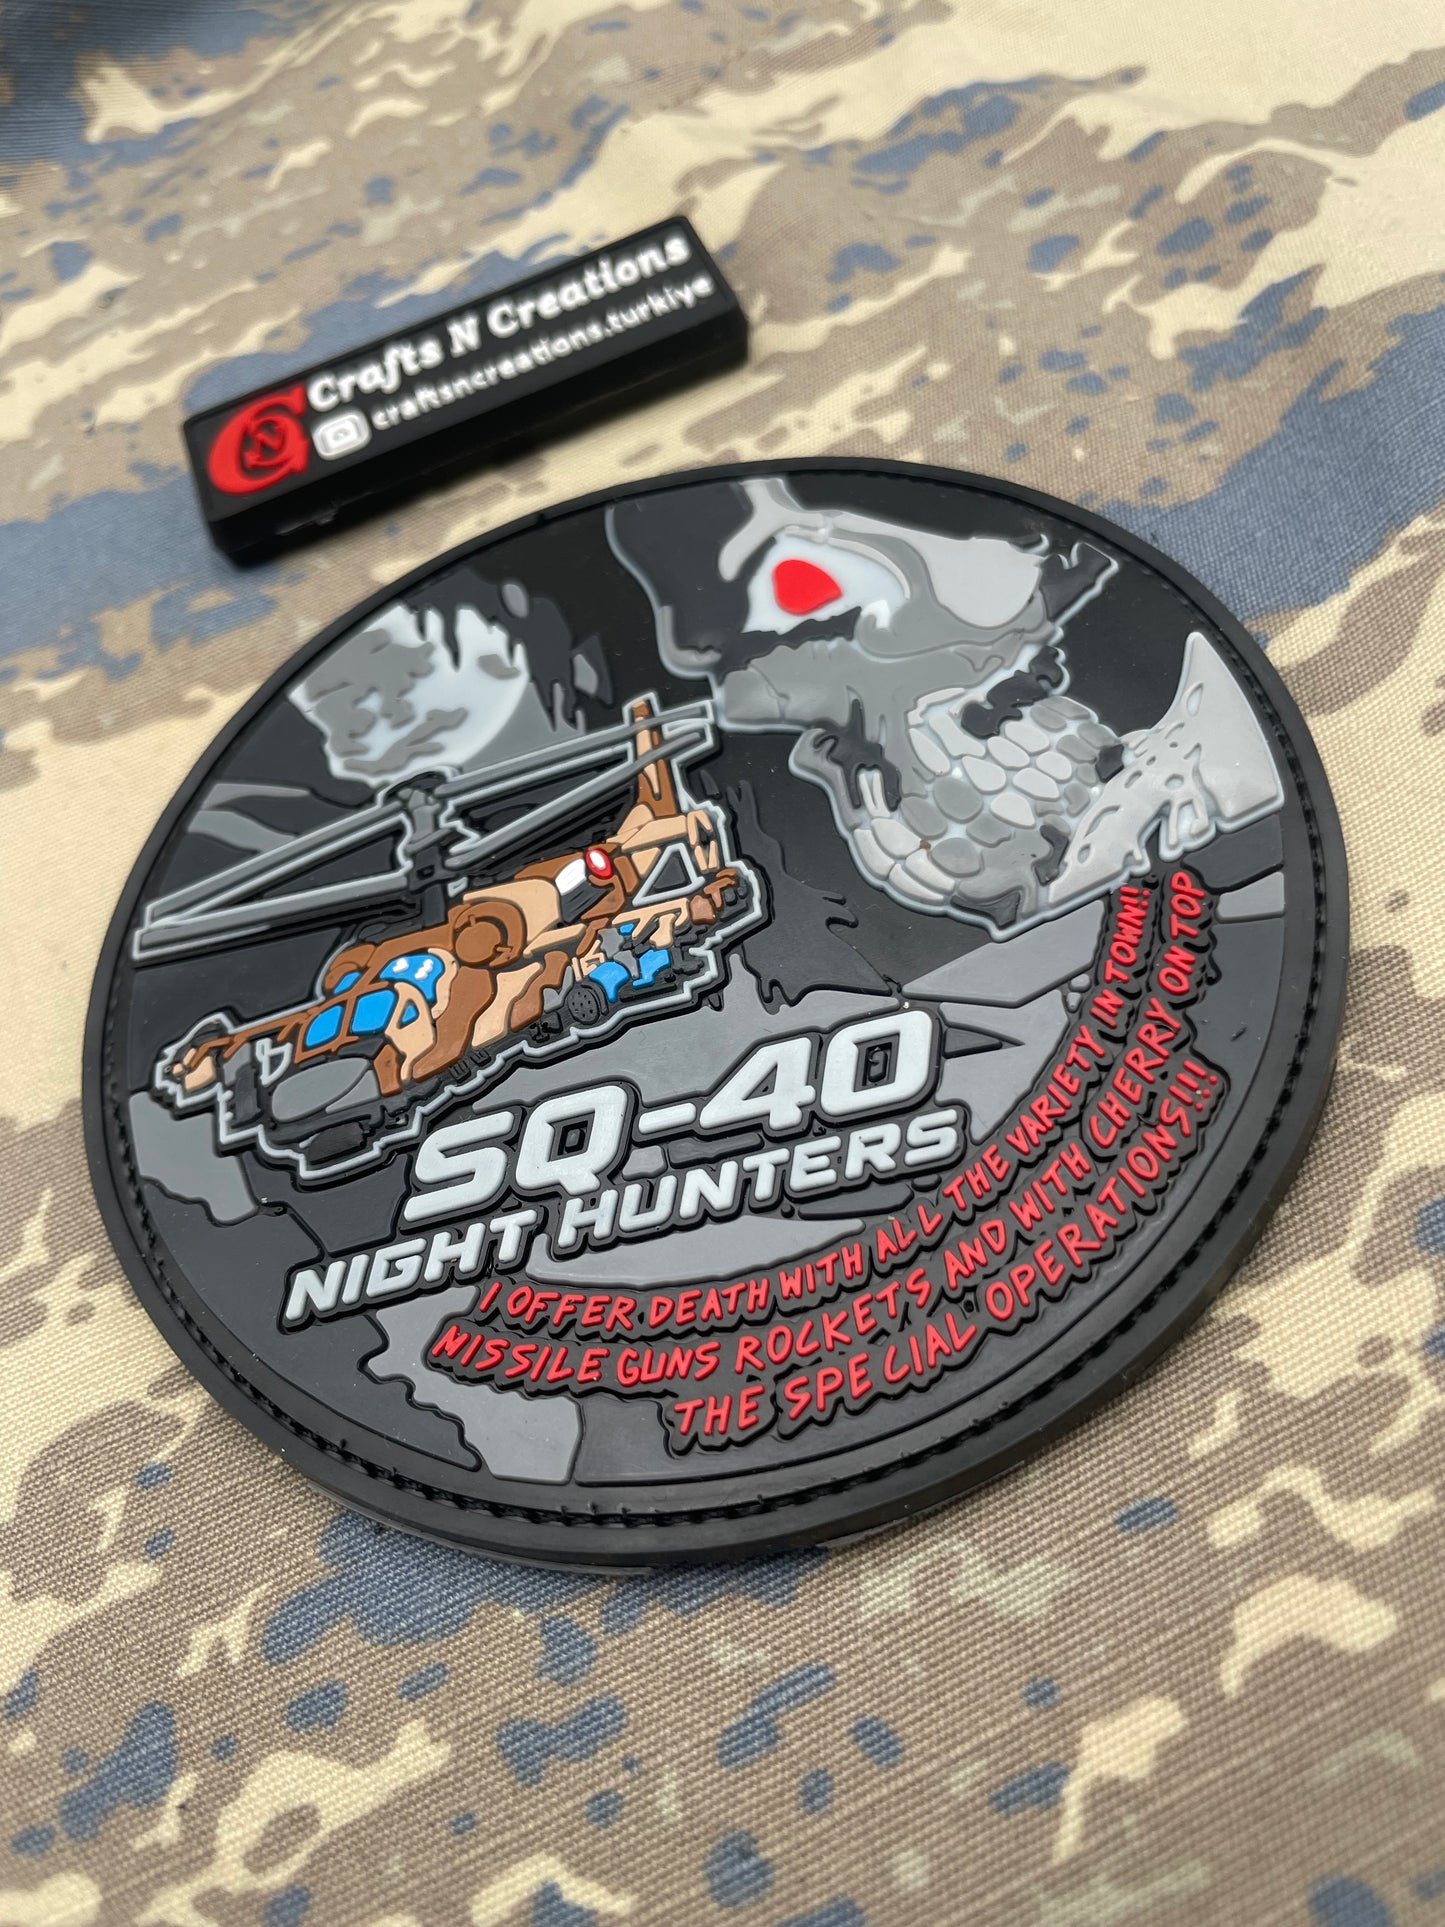 Crafts N Creations
craftsncreations.turkiye
N
SQ-40
NIGHT HUNTERS
I OFFER DEATH WITH ALL THE VARIETY IN TOWN!!
MISSILE GUNS ROCKETS AND WITH CHERRY ON TOP
THE SPECIAL OPERATIONS!!!